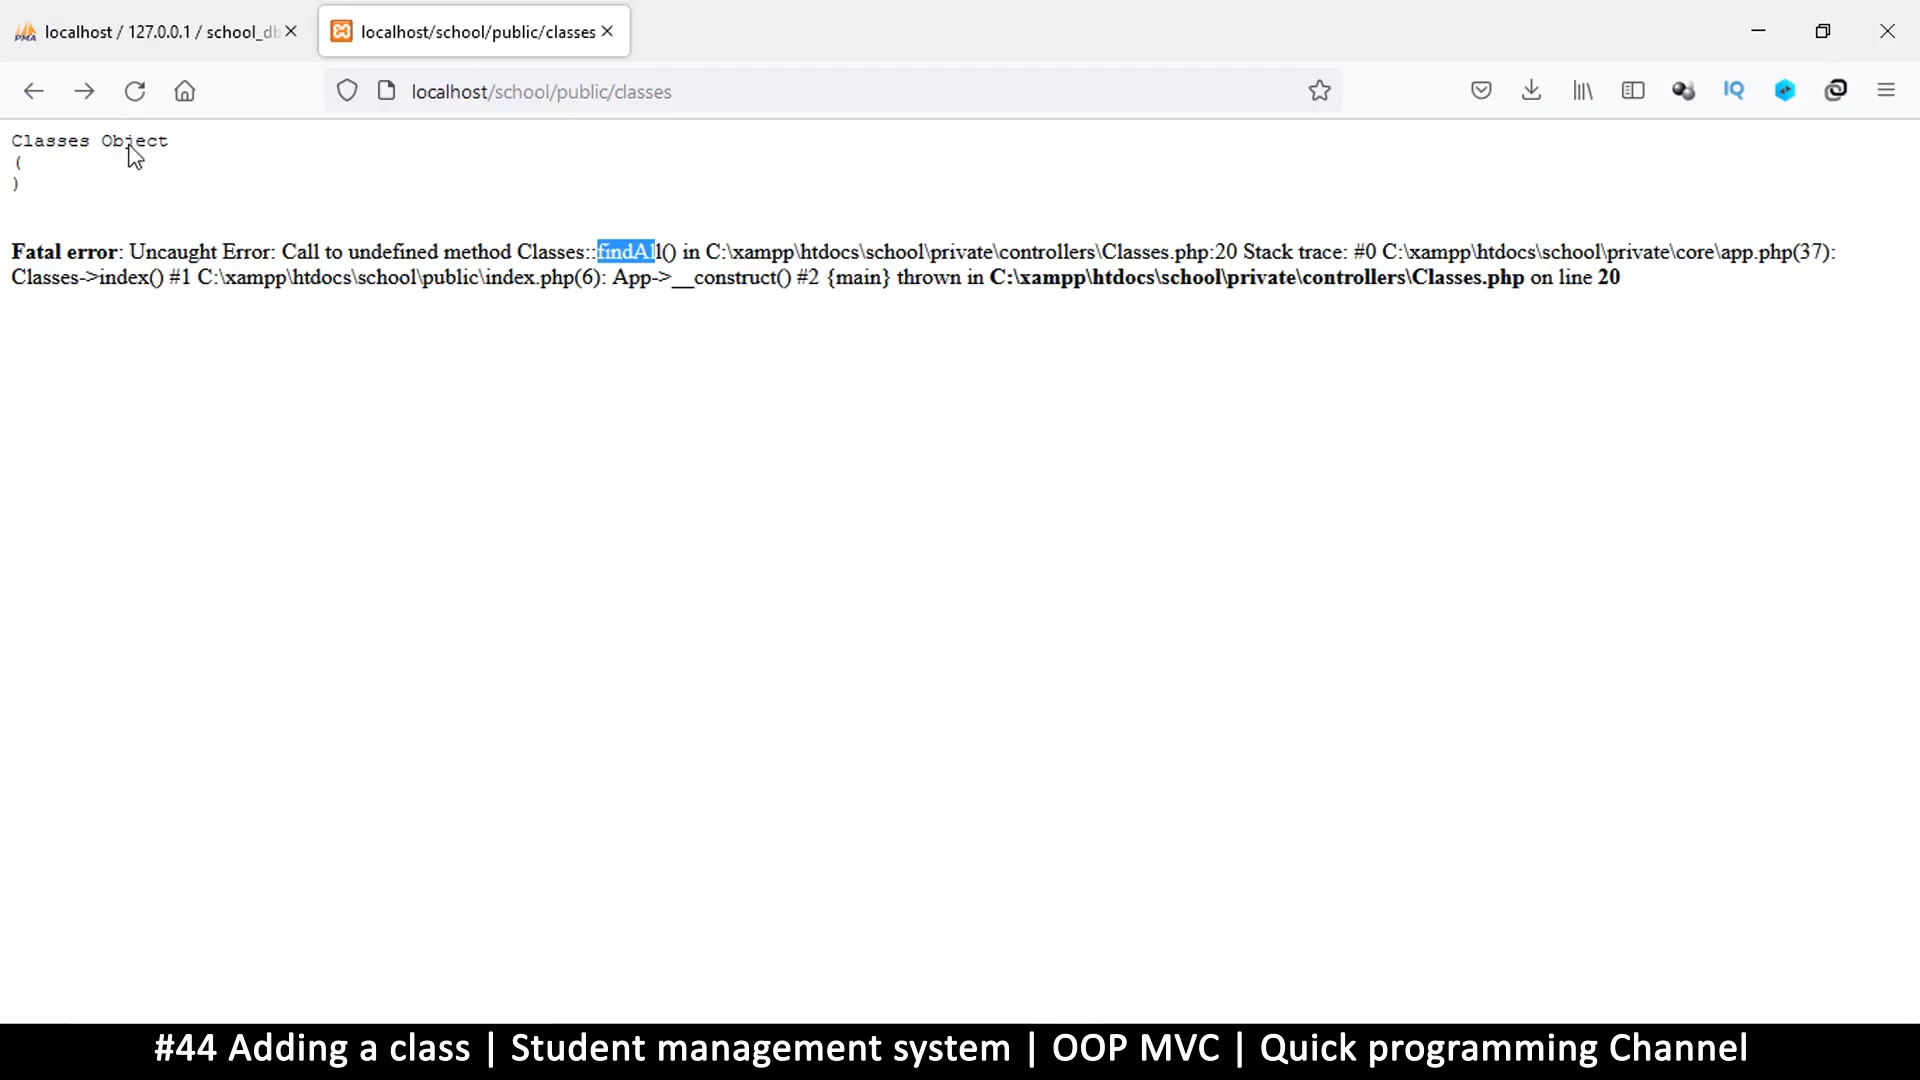 localhost / 127.0.0.1 / school_db
localhost/school/public/classes
localhost/school/public/classes
IQ
Classes Object
(
)
Fatal error: Uncaught Error: Call to undefined method Classes::findAll() in C:\xampp\htdocs\school\private\controllers\Classes.php:20 Stack trace: #0 C:\xampp\htdocs\school\private\core\app.php(37):
Classes->index() #1 C:\xampp\htdocs\school\public\index.php(6): App->__construct() #2 {main} thrown in C:\xampp\htdocs\school\private\controllers\Classes.php on line 20
#44 Adding a class | Student management system | OOP MVC | Quick programming Channel